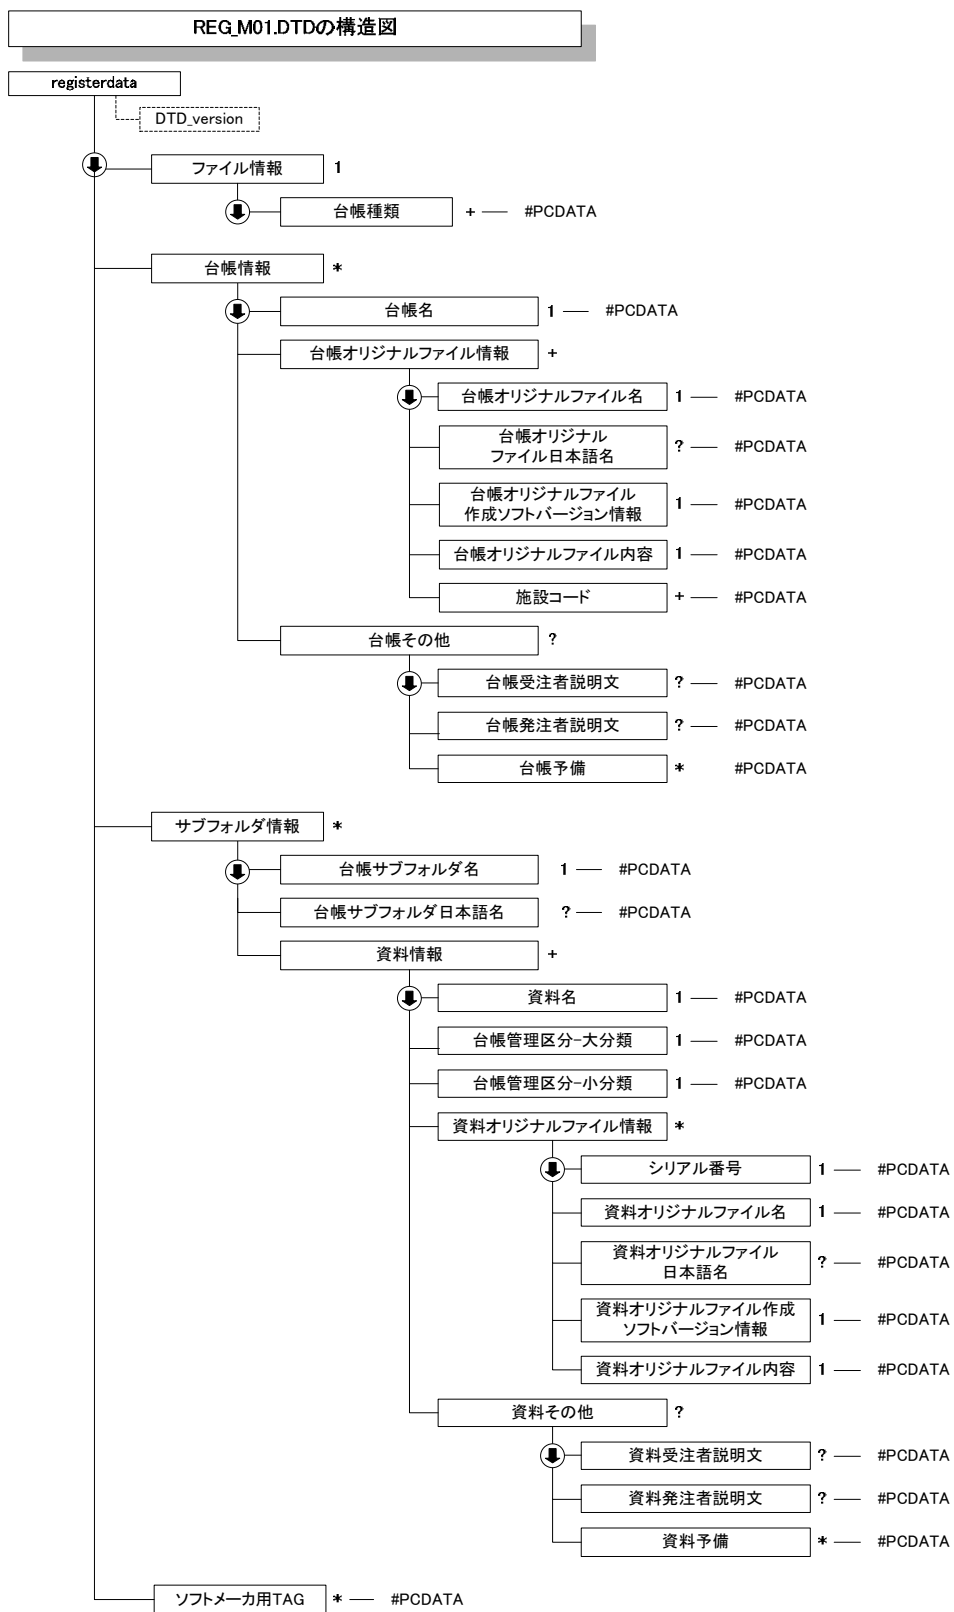 REG_M01.DTDの構造図
registerdata
DTD_version
ファイル情報 1
台帳種類 + #PCDATA
台帳情報 *
台帳名 1 #PCDATA
台帳オリジナルファイル情報 +
台帳オリジナルファイル名 1 #PCDATA
台帳オリジナル
ファイル日本語名 ? #PCDATA
台帳オリジナルファイル
作成ソフトバージョン情報 1 #PCDATA
台帳オリジナルファイル内容 1 #PCDATA
施設コード + #PCDATA
台帳その他 ?
台帳受注者説明文 ? #PCDATA
台帳発注者説明文 ? #PCDATA
台帳予備 * #PCDATA
サブフォルダ情報 *
台帳サブフォルダ名 1 #PCDATA
台帳サブフォルダ日本語名 ? #PCDATA
資料情報 +
資料名 1 #PCDATA
台帳管理区分-大分類 1 #PCDATA
台帳管理区分-小分類 1 #PCDATA
資料オリジナルファイル情報 *
シリアル番号 1 #PCDATA
資料オリジナルファイル名 1 #PCDATA
資料オリジナルファイル
日本語名 ? #PCDATA
資料オリジナルファイル作成
ソフトバージョン情報 1 #PCDATA
資料オリジナルファイル内容 1 #PCDATA
資料その他 ?
資料受注者説明文 ? #PCDATA
資料発注者説明文 ? #PCDATA
資料予備 * #PCDATA
ソフトメーカ用TAG * #PCDATA